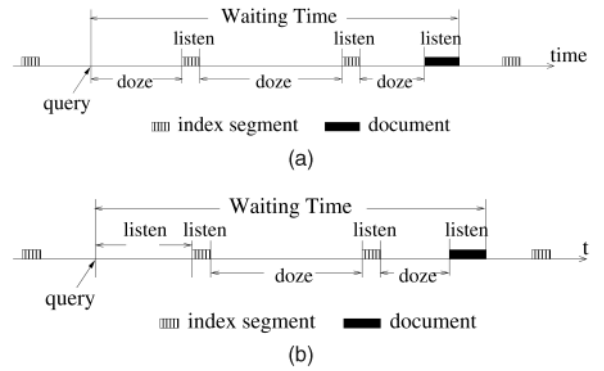 Waiting Time
listen listen listen
time
doze doze doze
query
index segment document
(a)
Waiting Time
listen listen listen listen
t
doze doze
query
index segment document
(b)